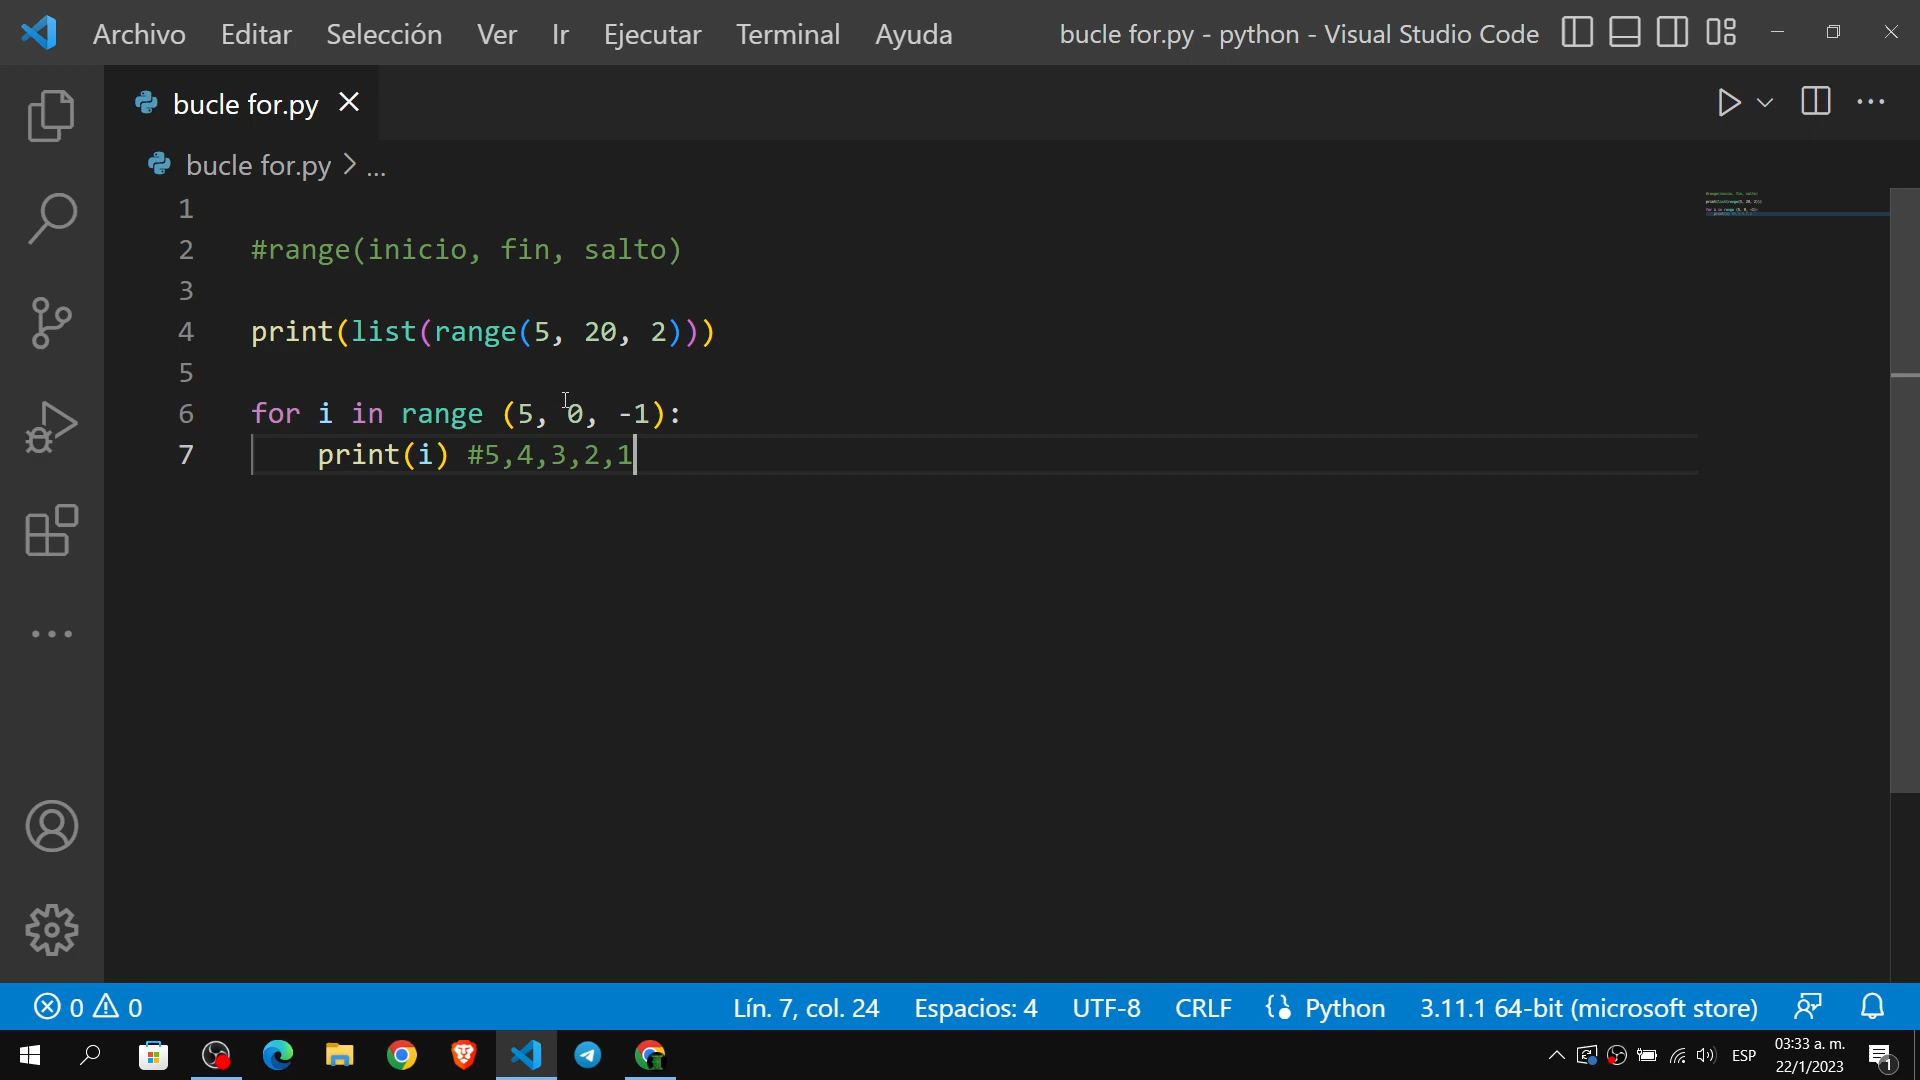 Archivo Editar Selección Ver Ir Ejecutar Terminal Ayuda bucle for.py - python - Visual Studio Code
bucle for.py
bucle for.py > ...
1
2 #range(inicio, fin, salto)
3
4 print(list(range(5, 20, 2)))
5
6 for i in range (5, 0, -1):
7 print(i) #5,4,3,2,1
0 0 Lín. 7, col. 24 Espacios: 4 UTF-8 CRLF Python 3.11.1 64-bit (microsoft store)
ESP
03:33 a. m.
22/1/2023
1